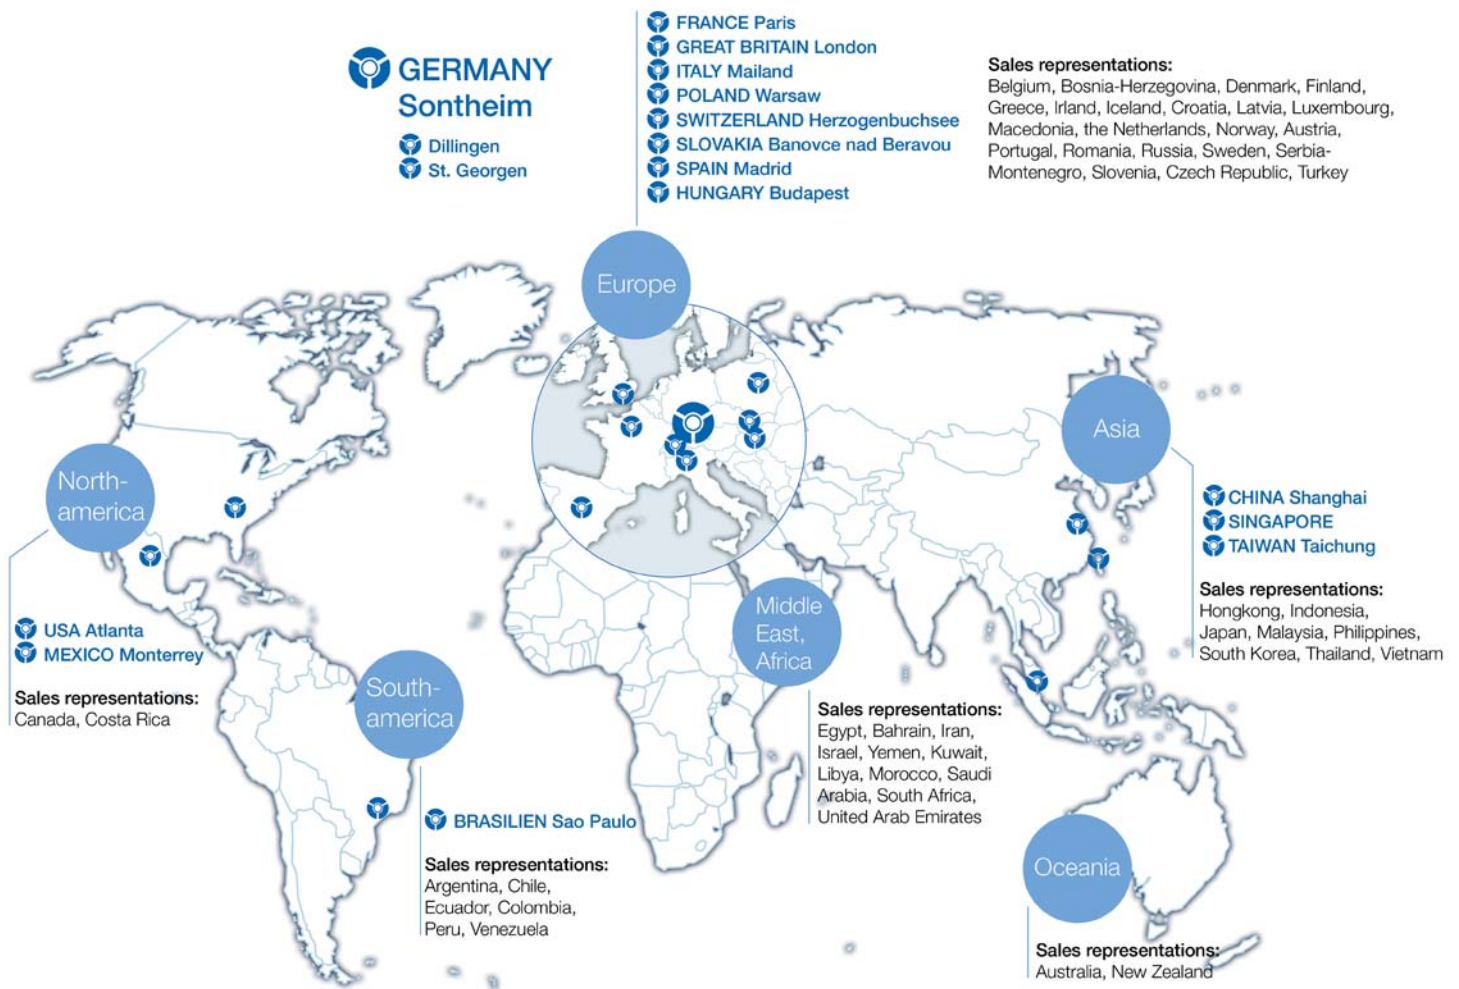 GERMANY
Sontheim
Dillingen
St. Georgen
FRANCE Paris
GREAT BRITAIN London
ITALY Mailand
POLAND Warsaw
SWITZERLAND Herzogenbuchsee
SLOVAKIA Banovce nad Beravou
SPAIN Madrid
HUNGARY Budapest
Sales representations:
Belgium, Bosnia-Herzegovina, Denmark, Finland,
Greece, Irland, Iceland, Croatia, Latvia, Luxembourg,
Macedonia, the Netherlands, Norway, Austria,
Portugal, Romania, Russia, Sweden, Serbia-
Montenegro, Slovenia, Czech Republic, Turkey
Europe
North-
america
USA Atlanta
MEXICO Monterrey
Sales representations:
Canada, Costa Rica
South-
america
BRASILIEN Sao Paulo
Sales representations:
Argentina, Chile,
Ecuador, Colombia,
Peru, Venezuela
Middle
East,
Africa
Sales representations:
Egypt, Bahrain, Iran,
Israel, Yemen, Kuwait,
Libya, Morocco, Saudi
Arabia, South Africa,
United Arab Emirates
Asia
CHINA Shanghai
SINGAPORE
TAIWAN Taichung
Sales representations:
Hongkong, Indonesia,
Japan, Malaysia, Philippines,
South Korea, Thailand, Vietnam
Oceania
Sales representations:
Australia, New Zealand